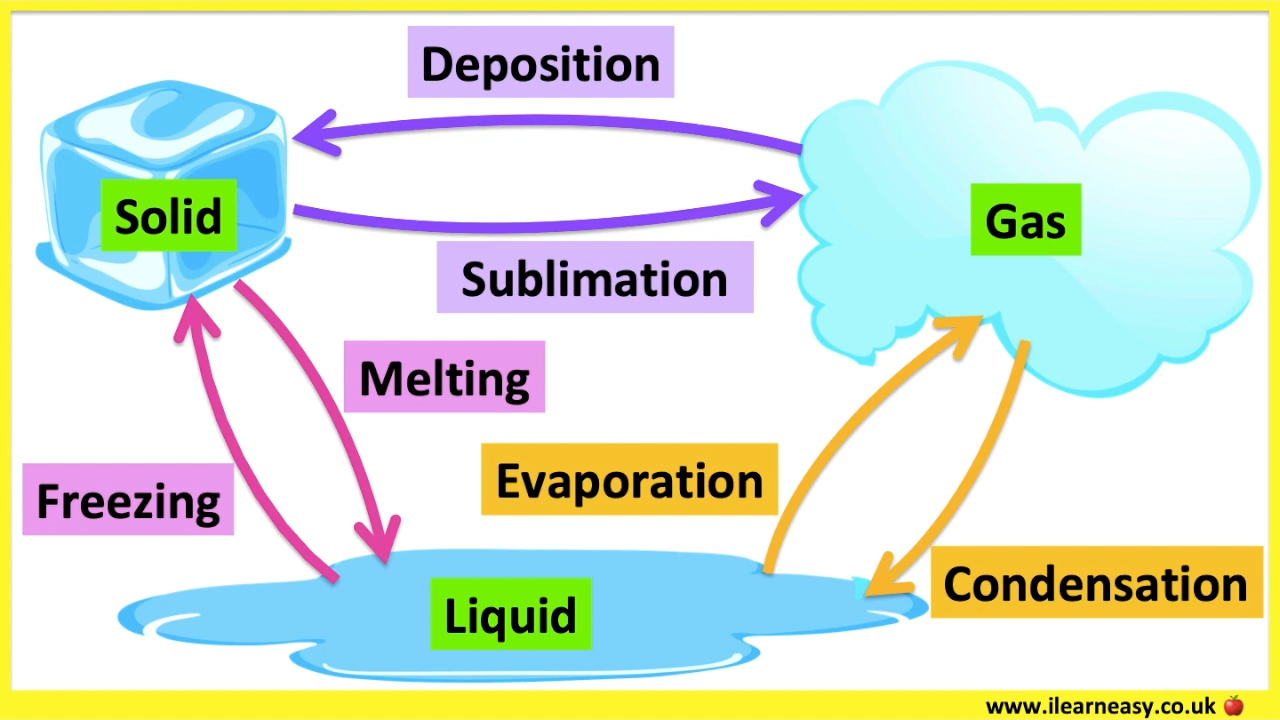 Deposition
Solid
Gas
Sublimation
Melting
Evaporation
Freezing
Condensation
Liquid
www.ilearneasy.co.uk